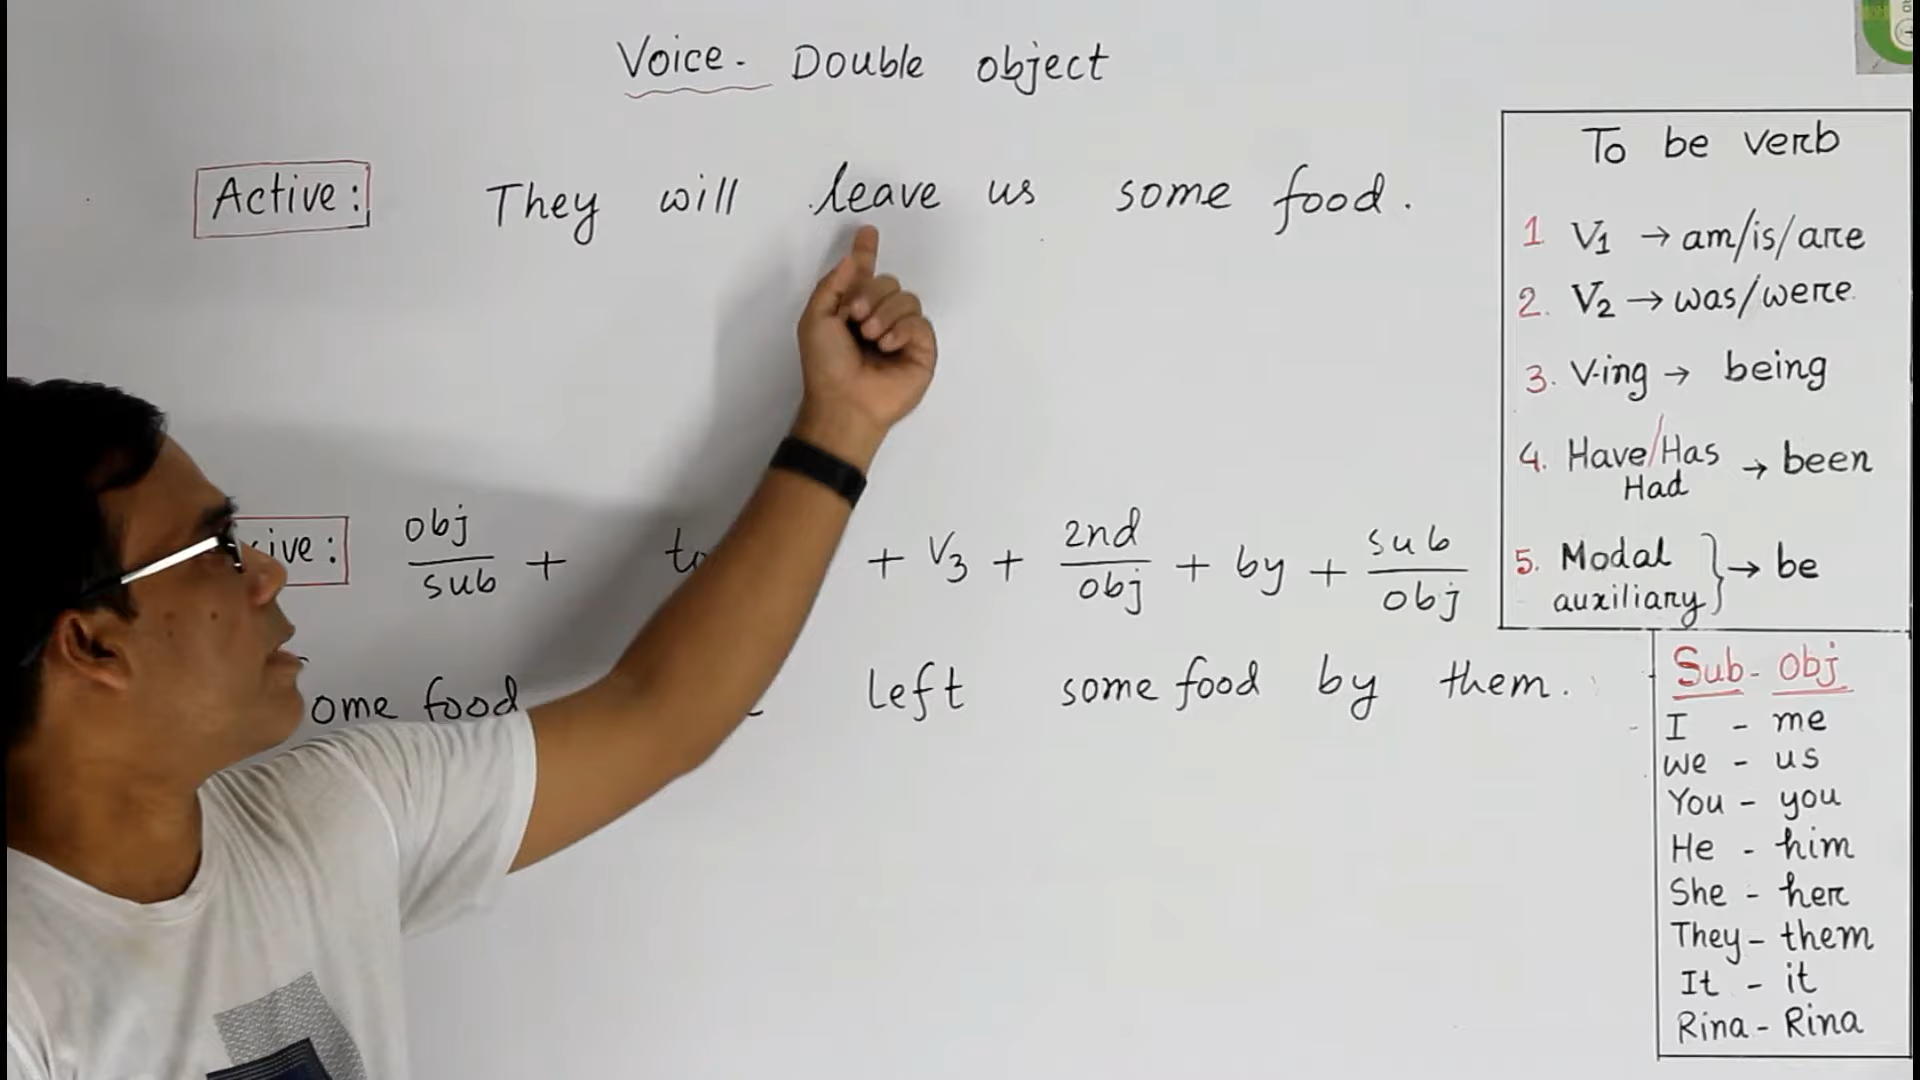 Voice - Double object
Active: They will leave us some food.
obj/sub + + V3 + 2nd/obj + by + sub/obj
food left some food by them.
To be verb
1 V1 → am/is/are
2. V2 → was/were
3. V-ing → being
4. Have/Has Had → been
5. Modal auxiliary } → be
Sub - Obj
I - me
we - us
You - you
He - him
She - her
They - them
It - it
Rina - Rina